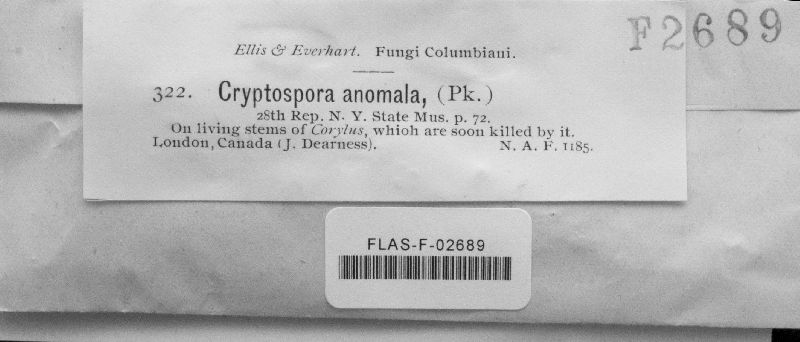 F2689
Ellis & Everhart. Fungi Columbiani.
322. Cryptospora anomala, (Pk.)
28th Rep. N. Y. State Mus. p. 72.
On living stems of Corylus, which are soon killed by it.
London, Canada (J. Dearness). N. A. F. 1185.
FLAS-F-02689